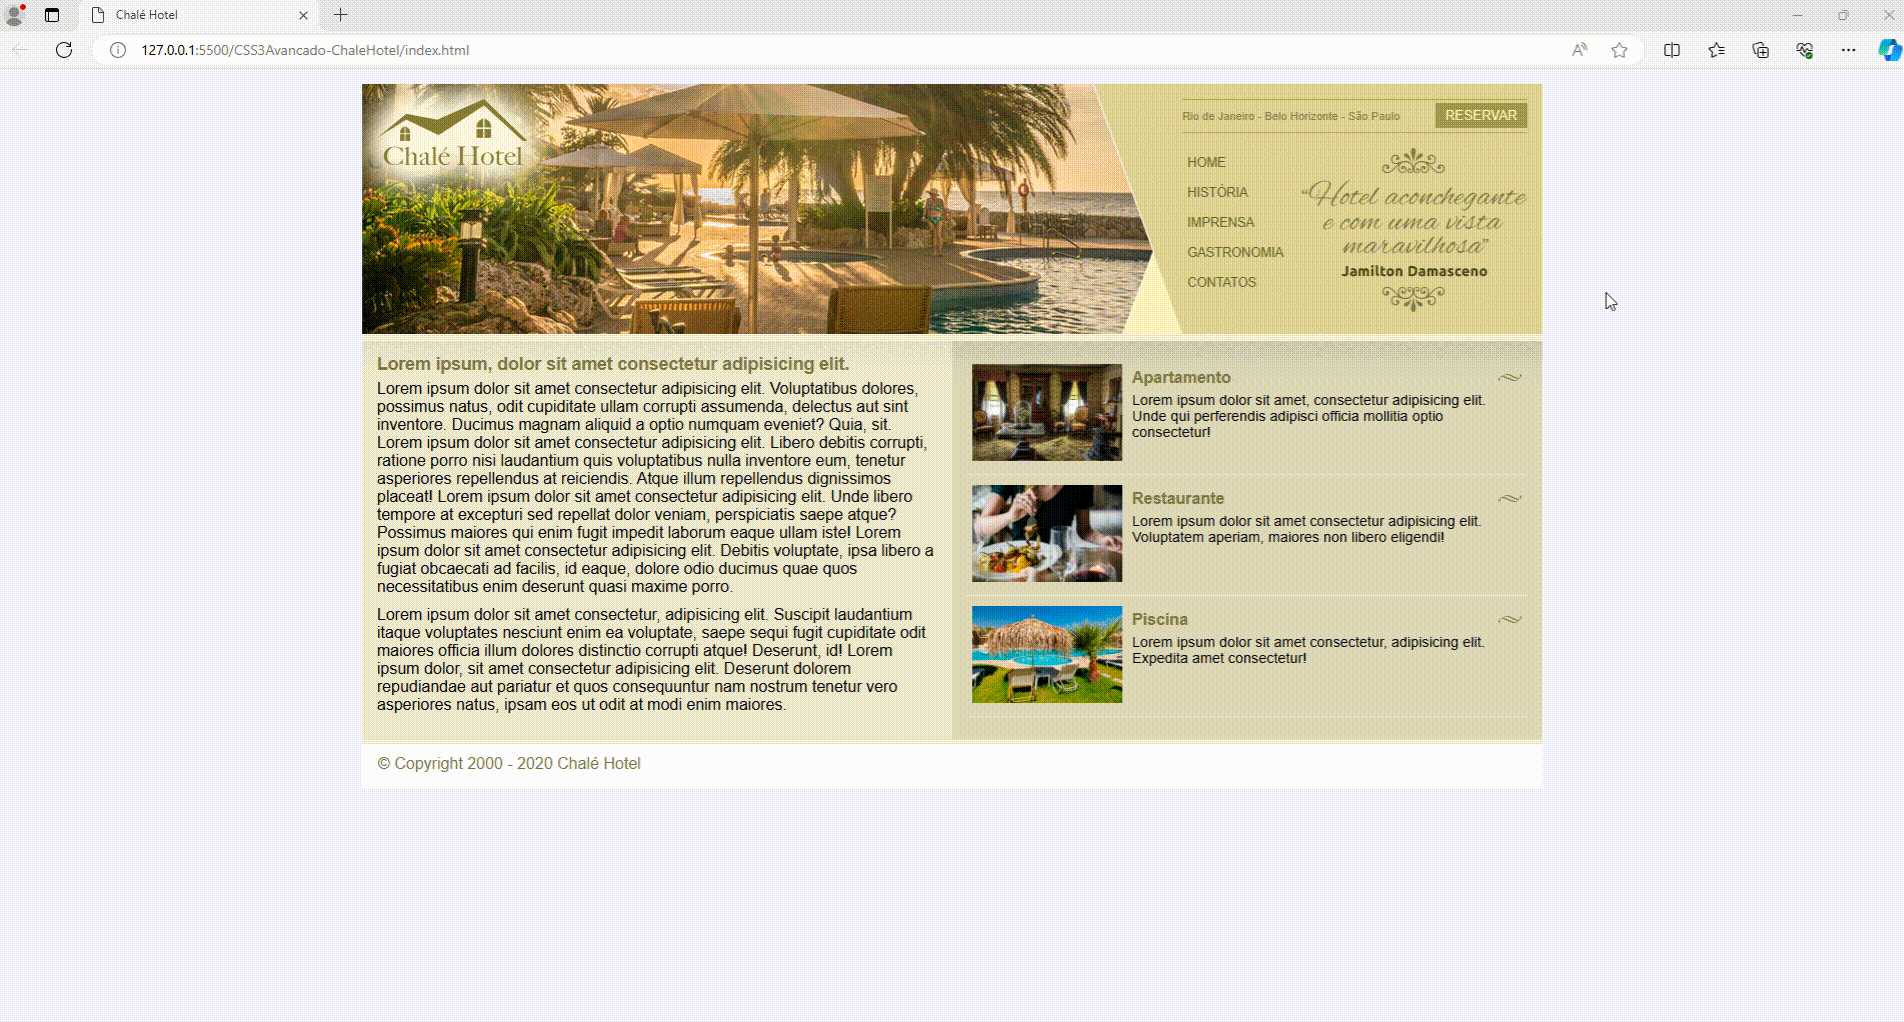 Chalé Hotel
127.0.0.1:5500/CSS3Avancado-ChaleHotel/index.html
Chalé Hotel
Rio de Janeiro - Belo Horizonte - São Paulo
RESERVAR
HOME
HISTÓRIA
IMPRENSA
GASTRONOMIA
CONTATOS
“Hotel aconchegante
e com uma vista
maravilhosa”
Jamilton Damasceno
Lorem ipsum, dolor sit amet consectetur adipisicing elit.
Lorem ipsum dolor sit amet consectetur adipisicing elit. Voluptatibus dolores,
possimus natus, odit cupiditate ullam corrupti assumenda, delectus aut sint
inventore. Ducimus magnam aliquid a optio numquam eveniet? Quia, sit.
Lorem ipsum dolor sit amet consectetur adipisicing elit. Libero debitis corrupti,
ratione porro nisi laudantium quis voluptatibus nulla inventore eum, tenetur
asperiores repellendus at reiciendis. Atque illum repellendus dignissimos
placeat! Lorem ipsum dolor sit amet consectetur adipisicing elit. Unde libero
tempore at excepturi sed repellat dolor veniam, perspiciatis saepe atque?
Possimus maiores qui enim fugit impedit laborum eaque ullam iste! Lorem
ipsum dolor sit amet consectetur adipisicing elit. Debitis voluptate, ipsa libero a
fugiat obcaecati ad facilis, id eaque, dolore odio ducimus quae quos
necessitatibus enim deserunt quasi maxime porro.
Lorem ipsum dolor sit amet consectetur, adipisicing elit. Suscipit laudantium
itaque voluptates nesciunt enim ea voluptate, saepe sequi fugit cupiditate odit
maiores officia illum dolores distinctio corrupti atque! Deserunt, id! Lorem
ipsum dolor, sit amet consectetur adipisicing elit. Deserunt dolorem
repudiandae aut pariatur et quos consequuntur nam nostrum tenetur vero
asperiores natus, ipsam eos ut odit at modi enim maiores.
Apartamento
Lorem ipsum dolor sit amet, consectetur adipisicing elit.
Unde qui perferendis adipisci officia mollitia optio
consectetur!
Restaurante
Lorem ipsum dolor sit amet consectetur adipisicing elit.
Voluptatem aperiam, maiores non libero eligendi!
Piscina
Lorem ipsum dolor sit amet consectetur, adipisicing elit.
Expedita amet consectetur!
© Copyright 2000 - 2020 Chalé Hotel